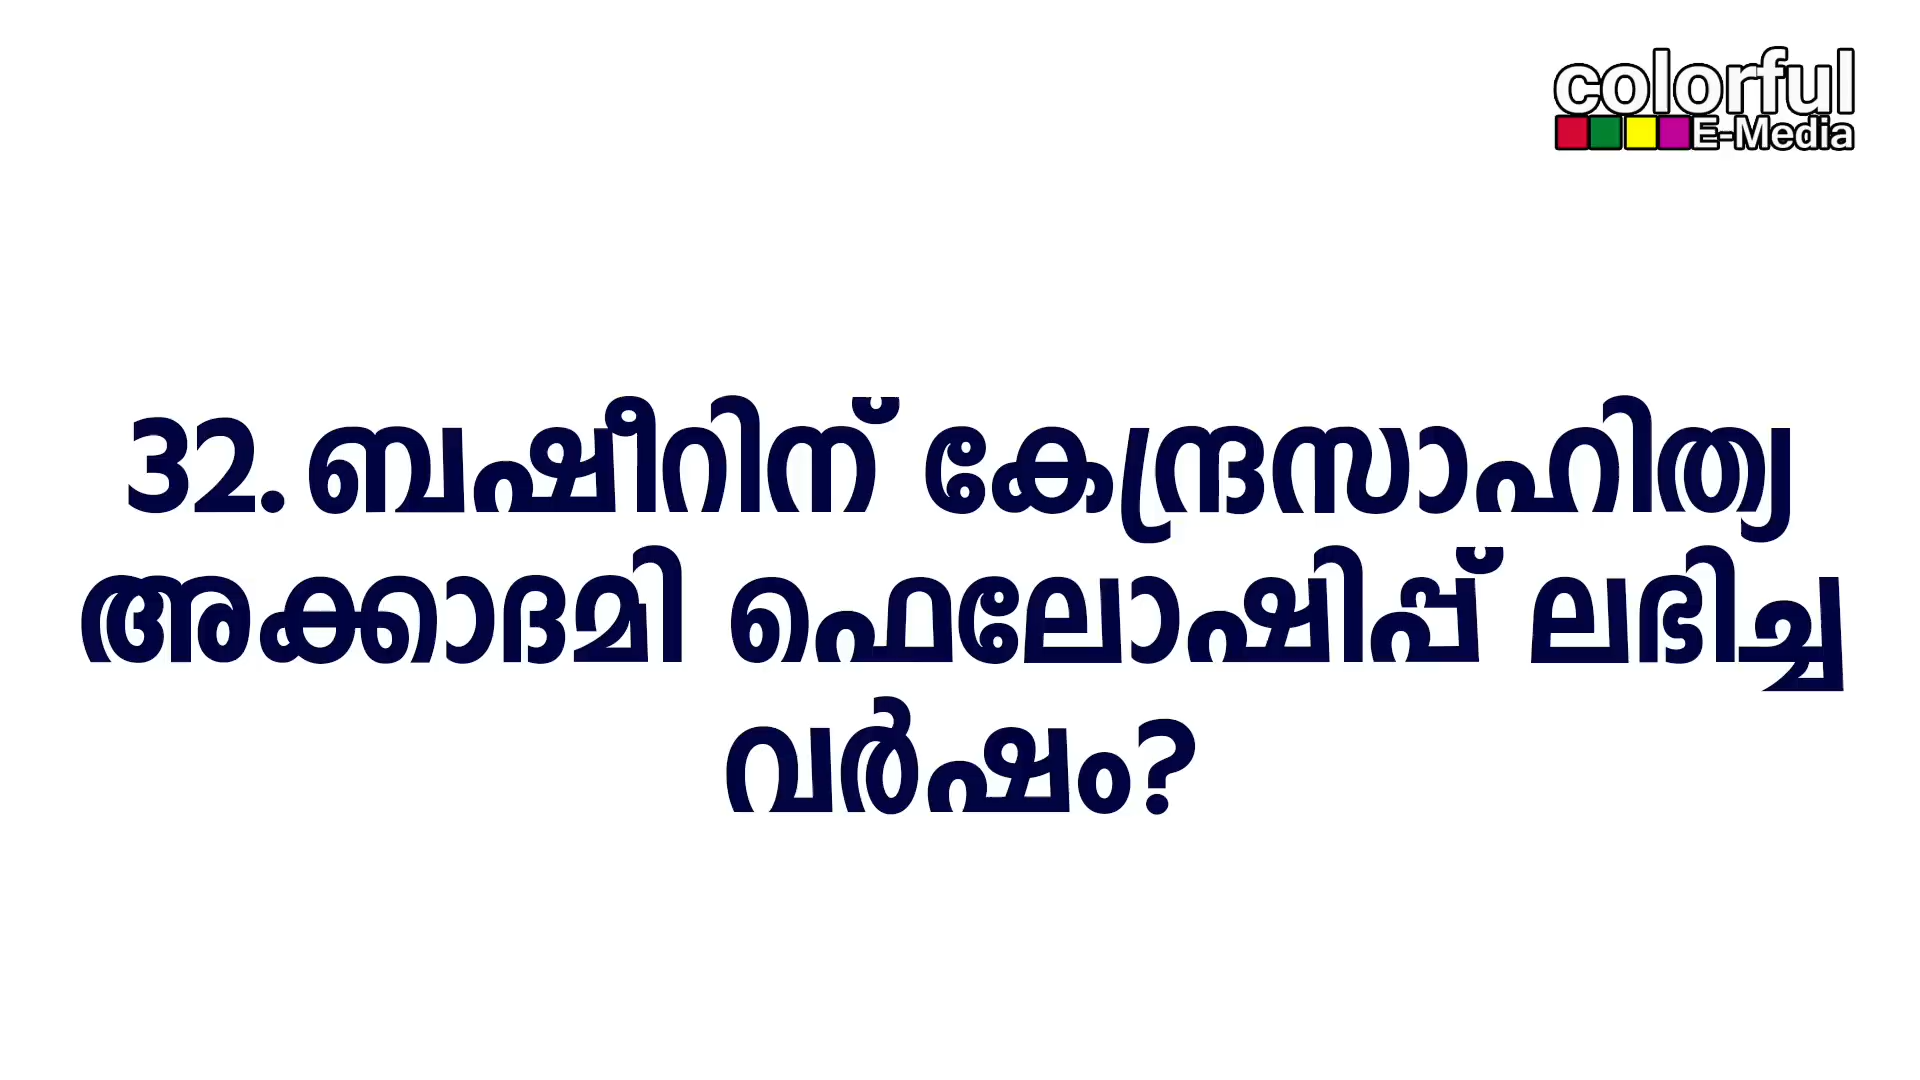 colorful
E-Media
32. ബഷീറിന് കേന്ദ്രസാഹിത്യ
അക്കാദമി ഫെലോഷിപ്പ് ലഭിച്ച
വർഷം?